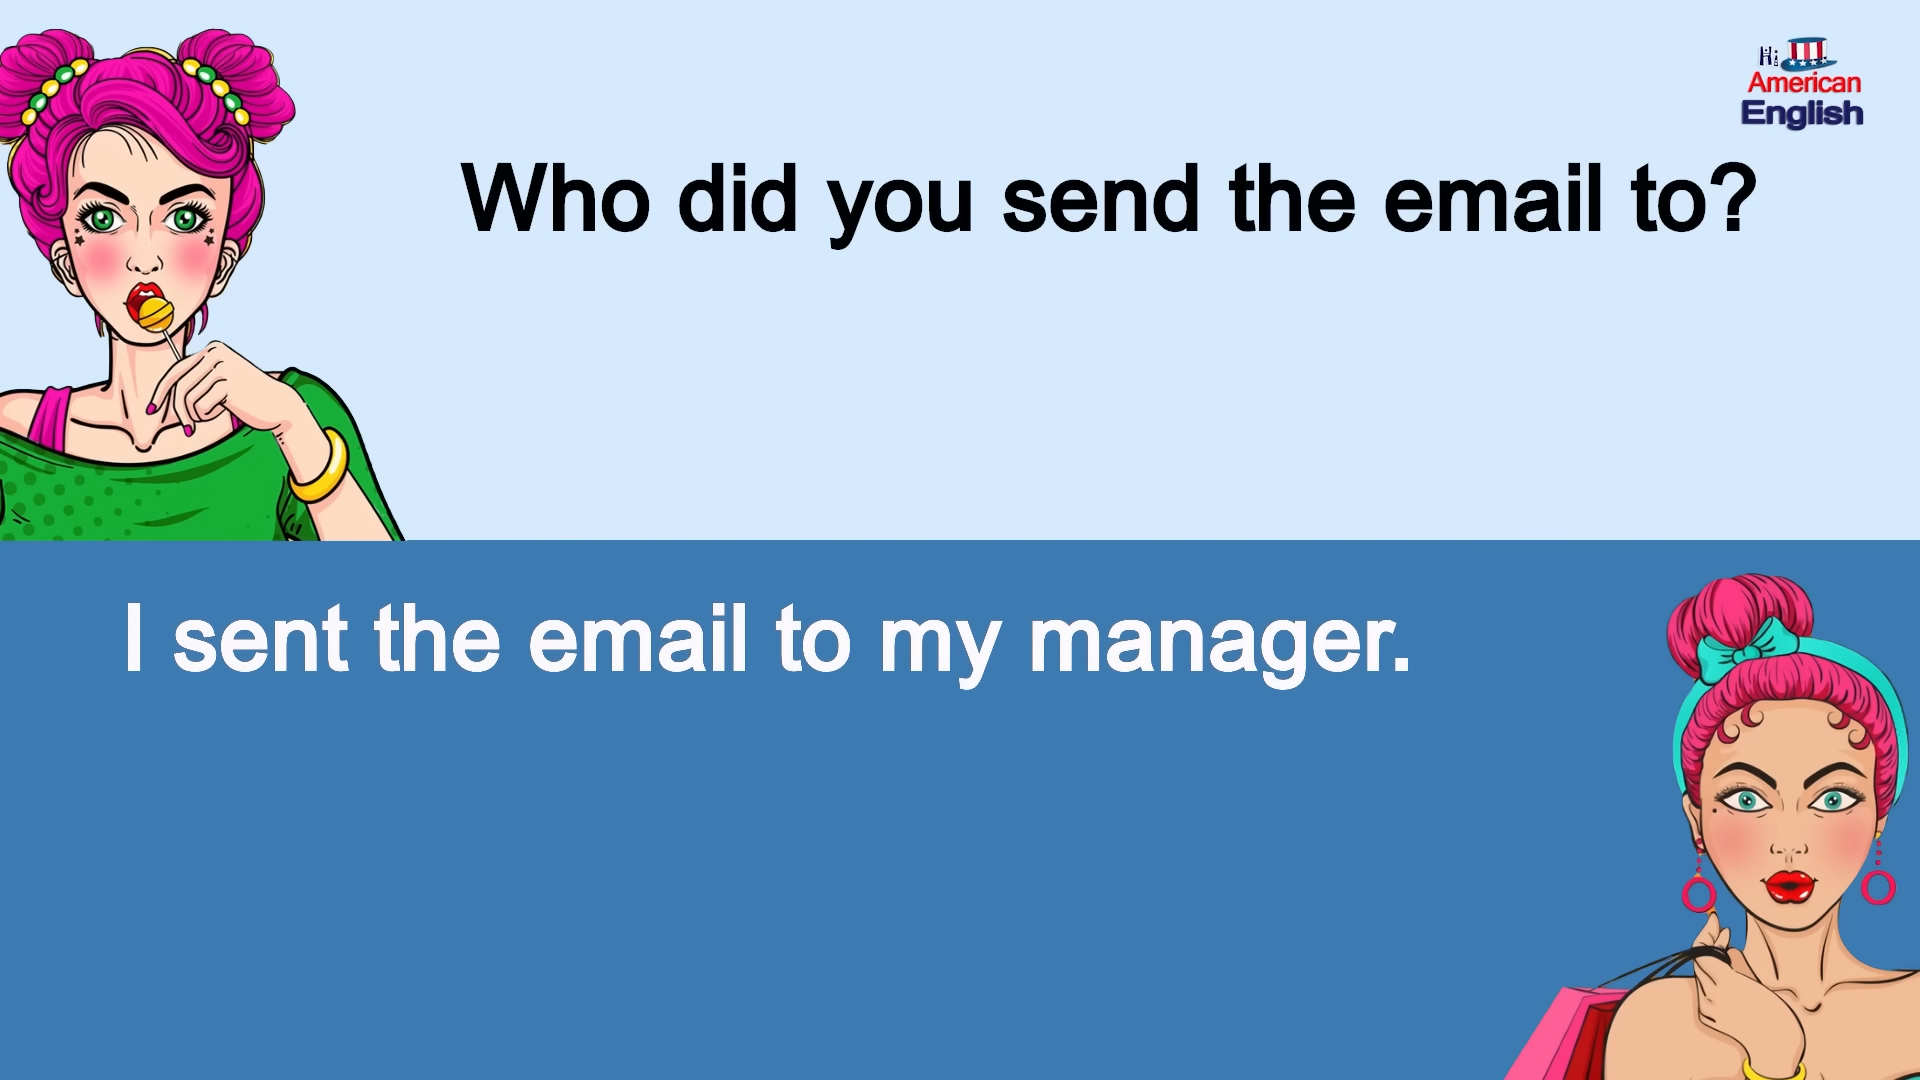 Hi
American
English
Who did you send the email to?
I sent the email to my manager.